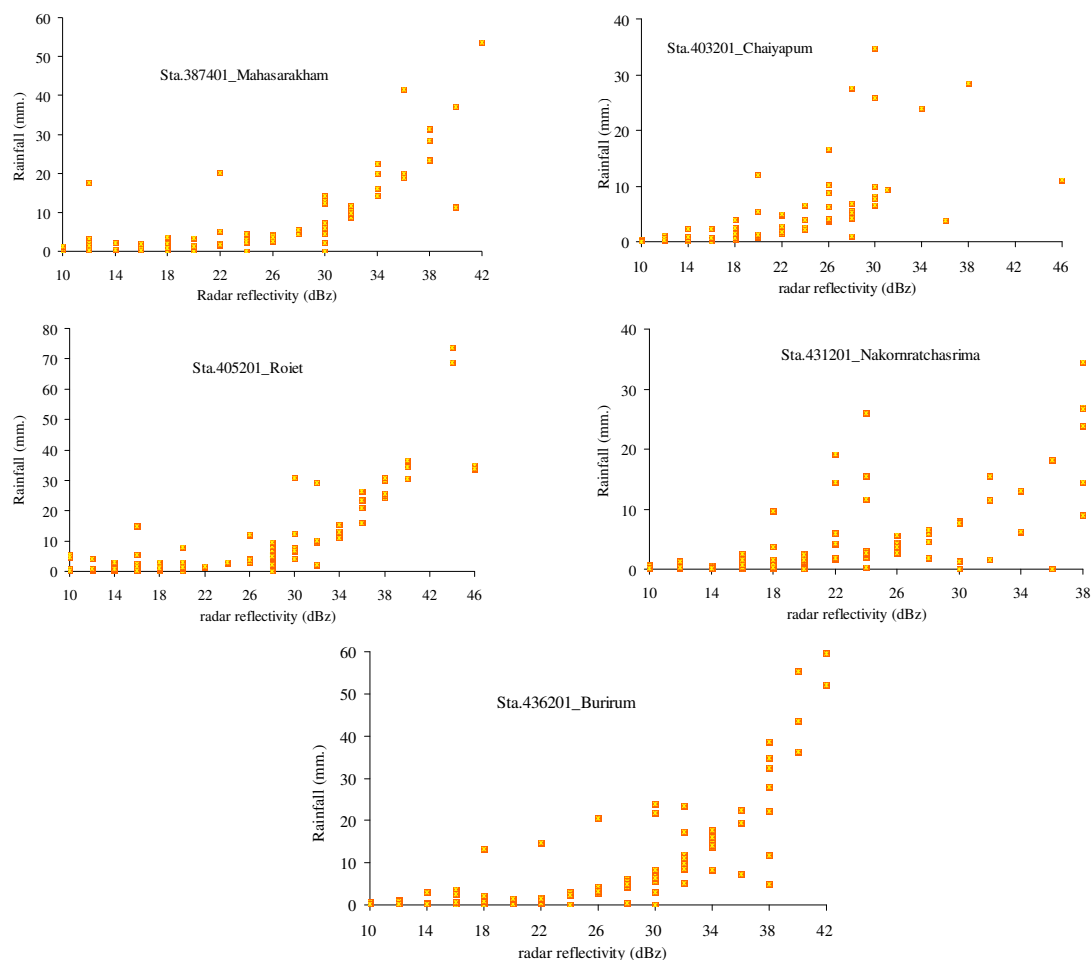 Sta.387401_Mahasarakham
Rainfall (mm.)
60
50
40
30
20
10
0
10 14 18 22 26 30 34 38 42
Radar reflectivity (dBz)
Sta.403201_Chaiyapum
Rainfall (mm.)
40
30
20
10
0
10 14 18 22 26 30 34 38 42 46
radar reflectivity (dBz)
Sta.405201_Roiet
Rainfall (mm.)
80
70
60
50
40
30
20
10
0
10 14 18 22 26 30 34 38 42 46
radar reflectivity (dBz)
Sta.431201_Nakornratchasrima
Rainfall (mm.)
40
30
20
10
0
10 14 18 22 26 30 34 38
radar reflectivity (dBz)
Sta.436201_Burirum
Rainfall (mm.)
60
50
40
30
20
10
0
10 14 18 22 26 30 34 38 42
radar reflectivity (dBz)